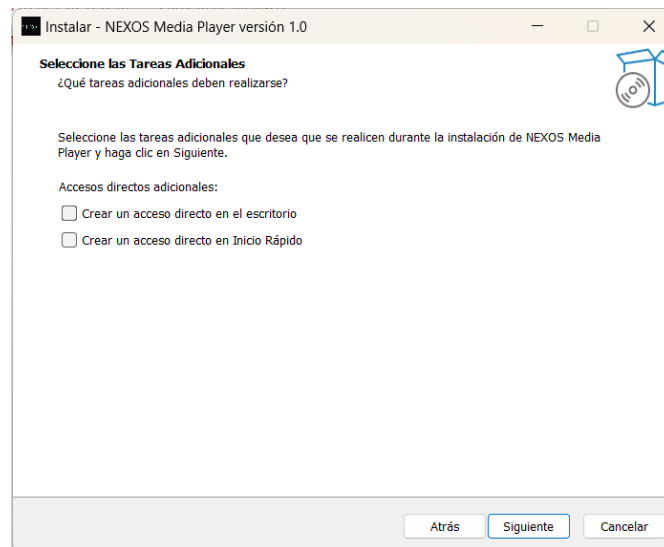 Instalar - NEXOS Media Player versión 1.0
Seleccione las Tareas Adicionales
¿Qué tareas adicionales deben realizarse?
Seleccione las tareas adicionales que desea que se realicen durante la instalación de NEXOS Media
Player y haga clic en Siguiente.
Accesos directos adicionales:
Crear un acceso directo en el escritorio
Crear un acceso directo en Inicio Rápido
Atrás
Siguiente
Cancelar